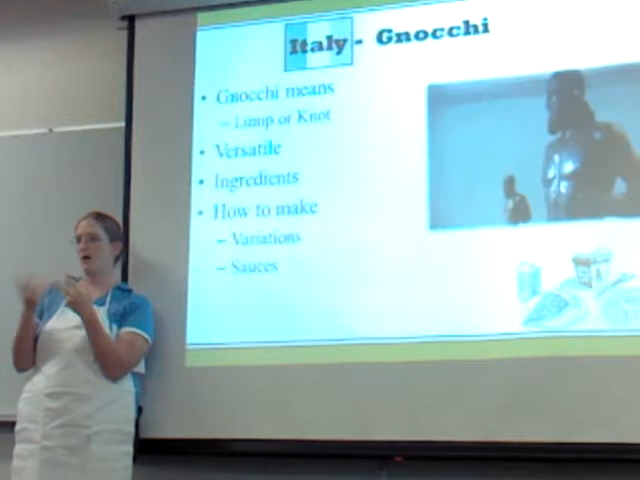 Italy - Gnocchi
• Gnocchi means
– Lump or Knot
• Versatile
• Ingredients
• How to make
– Variations
– Sauces